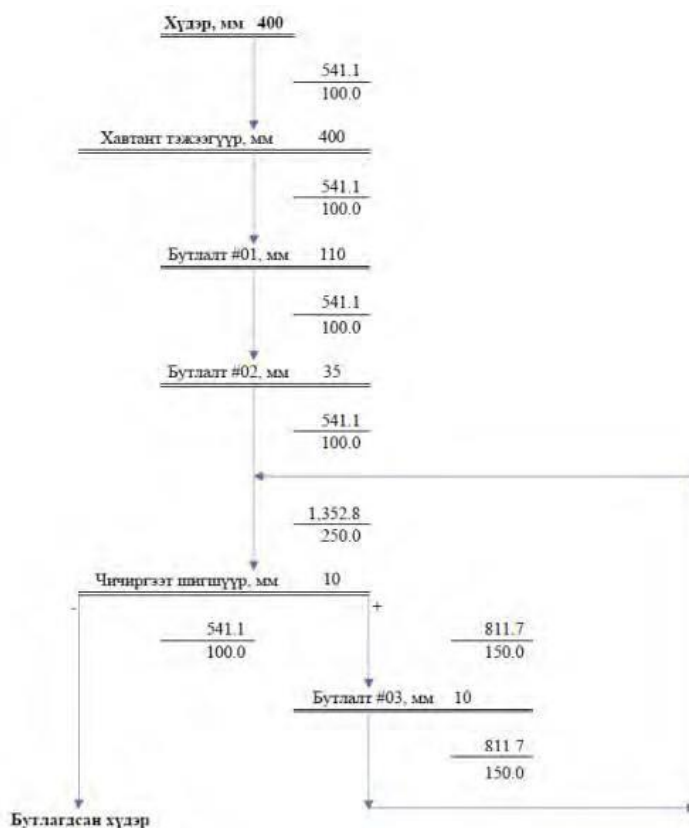 Хүдэр, мм 400
541.1
100.0
Хавтант тэжээгүүр, мм 400
541.1
100.0
Бутлалт #01, мм 110
541.1
100.0
Бутлалт #02, мм 35
541.1
100.0
1,352.8
250.0
Чичиргээт шигшүүр, мм 10
- +
541.1 811.7
100.0 150.0
Бутлалт #03, мм 10
811 7
150.0
Бутлагдсан хүдэр